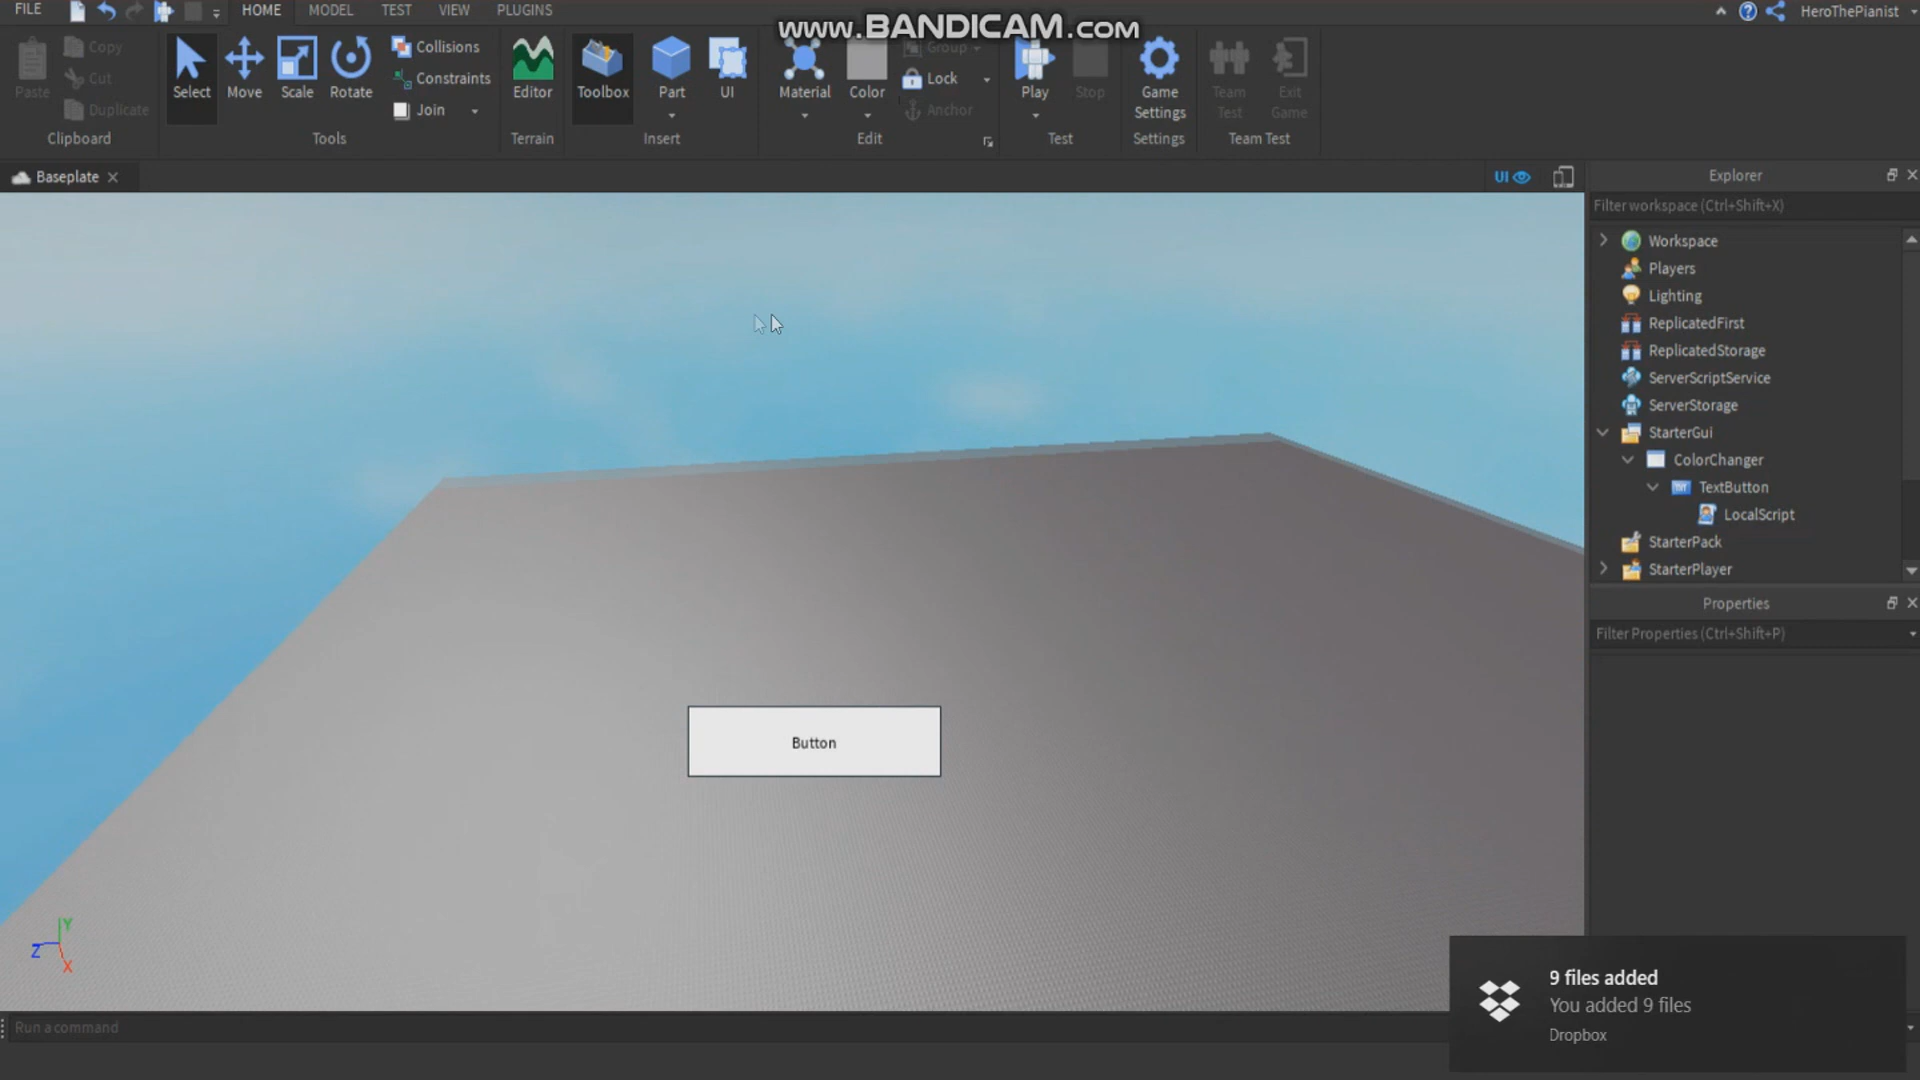 FILE HOME MODEL TEST VIEW PLUGINS
www.BANDICAM.com
HeroThePianist
Paste
Copy
Cut
Duplicate
Clipboard
Select Move Scale Rotate
Collisions
Constraints
Join
Tools
Editor
Terrain
Toolbox Part UI
Insert
Material Color
Group
Lock
Anchor
Edit
Play Stop
Test
Game
Settings
Settings
Team
Test
Exit
Game
Team Test
Baseplate
UI
Explorer
Filter workspace (Ctrl+Shift+X)
Workspace
Players
Lighting
ReplicatedFirst
ReplicatedStorage
ServerScriptService
ServerStorage
StarterGui
ColorChanger
TextButton
LocalScript
StarterPack
StarterPlayer
Properties
Filter Properties (Ctrl+Shift+P)
Button
Y
Z
X
9 files added
You added 9 files
Dropbox
Run a command